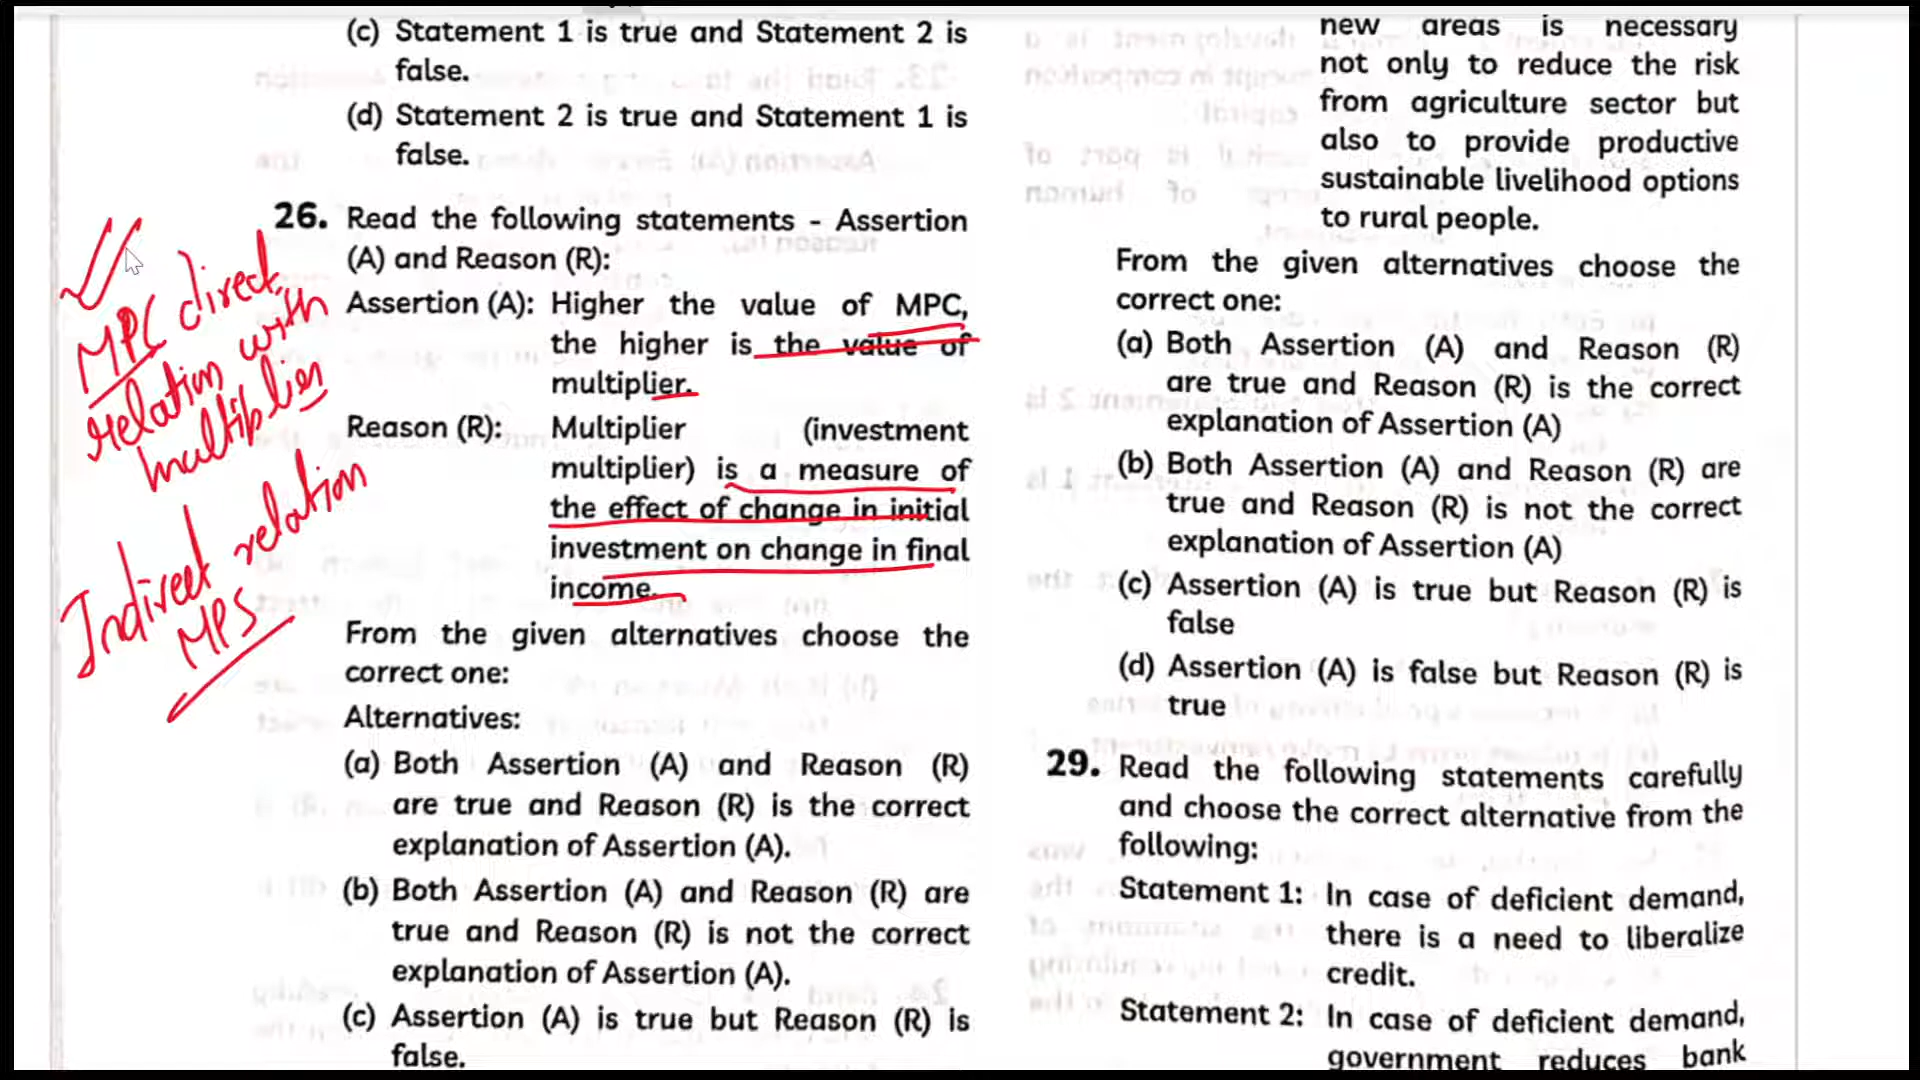 (c) Statement 1 is true and Statement 2 is
false.
(d) Statement 2 is true and Statement 1 is
false.
26. Read the following statements - Assertion
(A) and Reason (R):
Assertion (A): Higher the value of MPC,
the higher is the value of
multiplier.
Reason (R): Multiplier (investment
multiplier) is a measure of
the effect of change in initial
investment on change in final
income.
From the given alternatives choose the
correct one:
Alternatives:
(a) Both Assertion (A) and Reason (R)
are true and Reason (R) is the correct
explanation of Assertion (A).
(b) Both Assertion (A) and Reason (R) are
true and Reason (R) is not the correct
explanation of Assertion (A).
(c) Assertion (A) is true but Reason (R) is
false.
MPC direct
relation with
multiplier
Indirect relation
MPS
new areas is necessary
not only to reduce the risk
from agriculture sector but
also to provide productive
sustainable livelihood options
to rural people.
From the given alternatives choose the
correct one:
(a) Both Assertion (A) and Reason (R)
are true and Reason (R) is the correct
explanation of Assertion (A)
(b) Both Assertion (A) and Reason (R) are
true and Reason (R) is not the correct
explanation of Assertion (A)
(c) Assertion (A) is true but Reason (R) is
false
(d) Assertion (A) is false but Reason (R) is
true
29. Read the following statements carefully
and choose the correct alternative from the
following:
Statement 1: In case of deficient demand,
there is a need to liberalize
credit.
Statement 2: In case of deficient demand,
government reduces bank